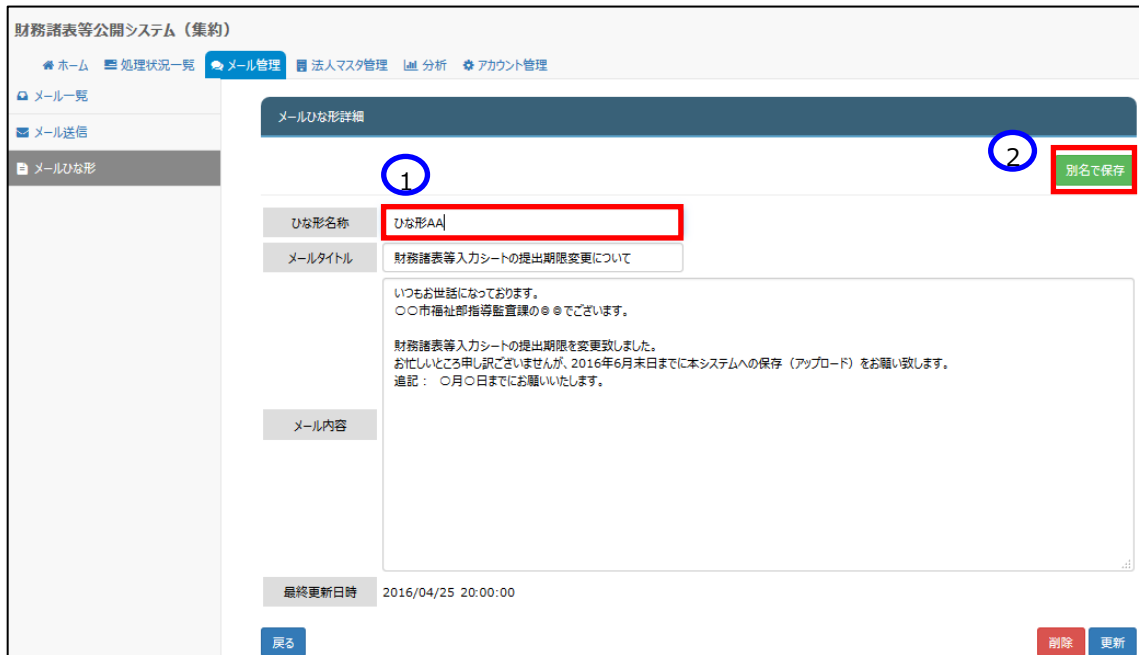 財務諸表等公開システム（集約）
ホーム 処理状況一覧 メール管理 法人マスタ管理 分析 アカウント管理
メール一覧
メール送信
メールひな形
メールひな形詳細
1
2
別名で保存
ひな形名称 ひな形AA
メールタイトル 財務諸表等入力シートの提出期限変更について
いつもお世話になっております。
○○市福祉部指導監査課の◎◎でございます。
財務諸表等入力シートの提出期限を変更致しました。
お忙しいところ申し訳ございませんが、2016年6月末日までに本システムへの保存（アップロード）をお願い致します。
追記： ○月○日までにお願いいたします。
メール内容
最終更新日時 2016/04/25 20:00:00
戻る 削除 更新